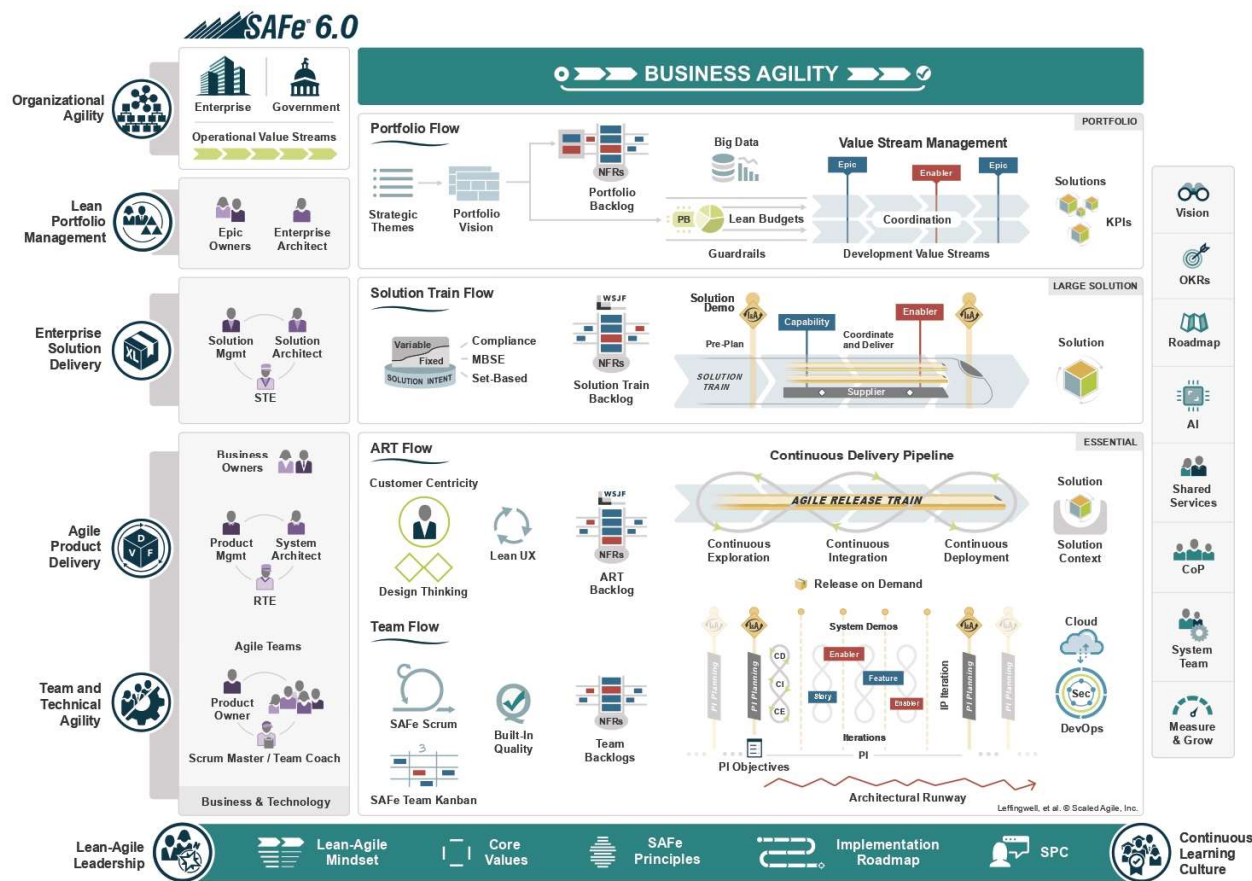 SAFe® 6.0
Organizational
Agility
Enterprise
Government
Operational Value Streams
BUSINESS AGILITY
PORTFOLIO
Portfolio Flow
Strategic
Themes
Portfolio
Vision
NFRs
Portfolio
Backlog
Big Data
PB
Lean Budgets
Guardrails
Value Stream Management
Epic
Enabler
Epic
Coordination
Development Value Streams
Solutions
KPIs
Lean
Portfolio
Management
Epic
Owners
Enterprise
Architect
LARGE SOLUTION
Enterprise
Solution
Delivery
XL
Solution
Mgmt
Solution
Architect
STE
Solution Train Flow
Variable
Fixed
SOLUTION INTENT
Compliance
MBSE
Set-Based
WSJF
NFRs
Solution Train
Backlog
Solution
Demo
I&A
Pre-Plan
Capability
Coordinate
and Deliver
Enabler
I&A
SOLUTION
TRAIN
Supplier
Solution
ESSENTIAL
Agile
Product
Delivery
D
V
F
Business
Owners
Product
Mgmt
System
Architect
RTE
ART Flow
Customer Centricity
Lean UX
Design Thinking
WSJF
NFRs
ART
Backlog
Continuous Delivery Pipeline
AGILE RELEASE TRAIN
Continuous
Exploration
Continuous
Integration
Continuous
Deployment
Release on Demand
Solution
Solution
Context
Team and
Technical
Agility
Agile Teams
Product
Owner
Scrum Master / Team Coach
Business & Technology
Team Flow
SAFe Scrum
Built-In
Quality
3
SAFe Team Kanban
NFRs
Team
Backlogs
I&A
I&A
I&A
I&A
System Demos
PI Planning
PI Planning
CD
CI
CE
Enabler
Feature
Story
Enabler
IP Iteration
PI Planning
PI Planning
Iterations
PI
PI Objectives
Architectural Runway
Cloud
Sec
DevOps
Leffingwell, et al. © Scaled Agile, Inc.
Vision
OKRs
Roadmap
AI
Shared
Services
CoP
System
Team
Measure
& Grow
Lean-Agile
Leadership
Lean-Agile
Mindset
Core
Values
SAFe
Principles
Implementation
Roadmap
SPC
Continuous
Learning
Culture